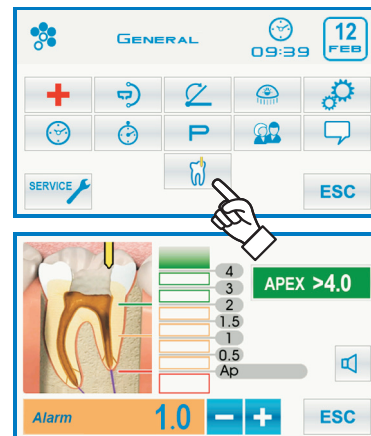 GENERAL
09:39
12
FEB
P
SERVICE
ESC
4
3
2
1.5
1
0.5
Ap
APEX >4.0
Alarm 1.0 - +
ESC